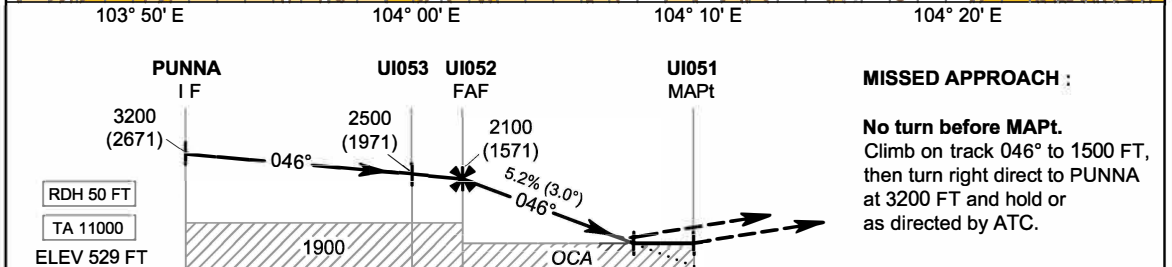 103° 50' E 104° 00' E 104° 10' E 104° 20' E
PUNNA UI053 UI052 UI051
I F FAF MAPt
MISSED APPROACH :
3200
(2671)
2500
(1971)
2100
(1571)
046°
5.2% (3.0°)
046°
No turn before MAPt.
Climb on track 046° to 1500 FT,
then turn right direct to PUNNA
at 3200 FT and hold or
as directed by ATC.
RDH 50 FT
TA 11000
ELEV 529 FT
1900
OCA